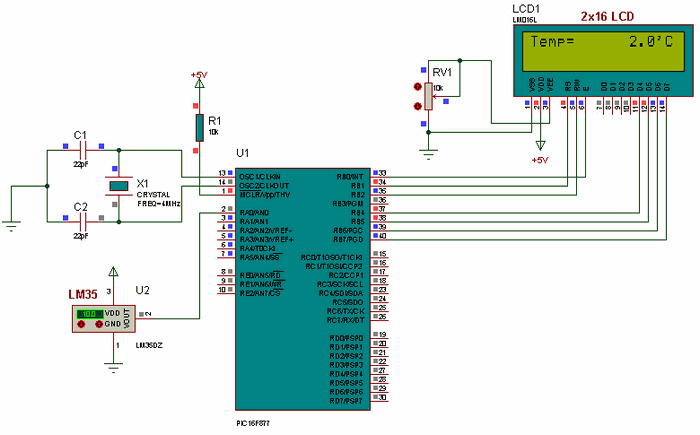 LCD1
LM016L
2x16 LCD
Temp= 2.0'C
VSS VDD VEE RS RW E D0 D1 D2 D3 D4 D5 D6 D7
1 2 3 4 5 6 7 8 9 10 11 12 13 14
RV1
10k
+5V
+5V
R1
10k
C1
22pF
X1
CRYSTAL
FREQ=4MHz
C2
22pF
U1
13 OSC1/CLKIN
14 OSC2/CLKOUT
1 MCLR/Vpp/THV
2 RA0/AN0
3 RA1/AN1
4 RA2/AN2/VREF-
5 RA3/AN3/VREF+
6 RA4/T0CKI
7 RA5/AN4/SS
8 RE0/AN5/RD
9 RE1/AN6/WR
10 RE2/AN7/CS
RB0/INT 33
RB1 34
RB2 35
RB3/PGM 36
RB4 37
RB5 38
RB6/PGC 39
RB7/PGD 40
RC0/T1OSO/T1CKI 15
RC1/T1OSI/CCP2 16
RC2/CCP1 17
RC3/SCK/SCL 18
RC4/SDI/SDA 23
RC5/SDO 24
RC6/TX/CK 25
RC7/RX/DT 26
RD0/PSP0 19
RD1/PSP1 20
RD2/PSP2 21
RD3/PSP3 22
RD4/PSP4 27
RD5/PSP5 28
RD6/PSP6 29
RD7/PSP7 30
PIC16F877
LM35
U2
3
VDD
GND
VOUT
2
1
LM35DZ